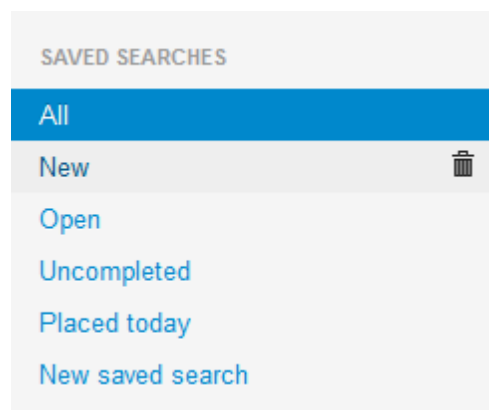 SAVED SEARCHES
All
New
Open
Uncompleted
Placed today
New saved search